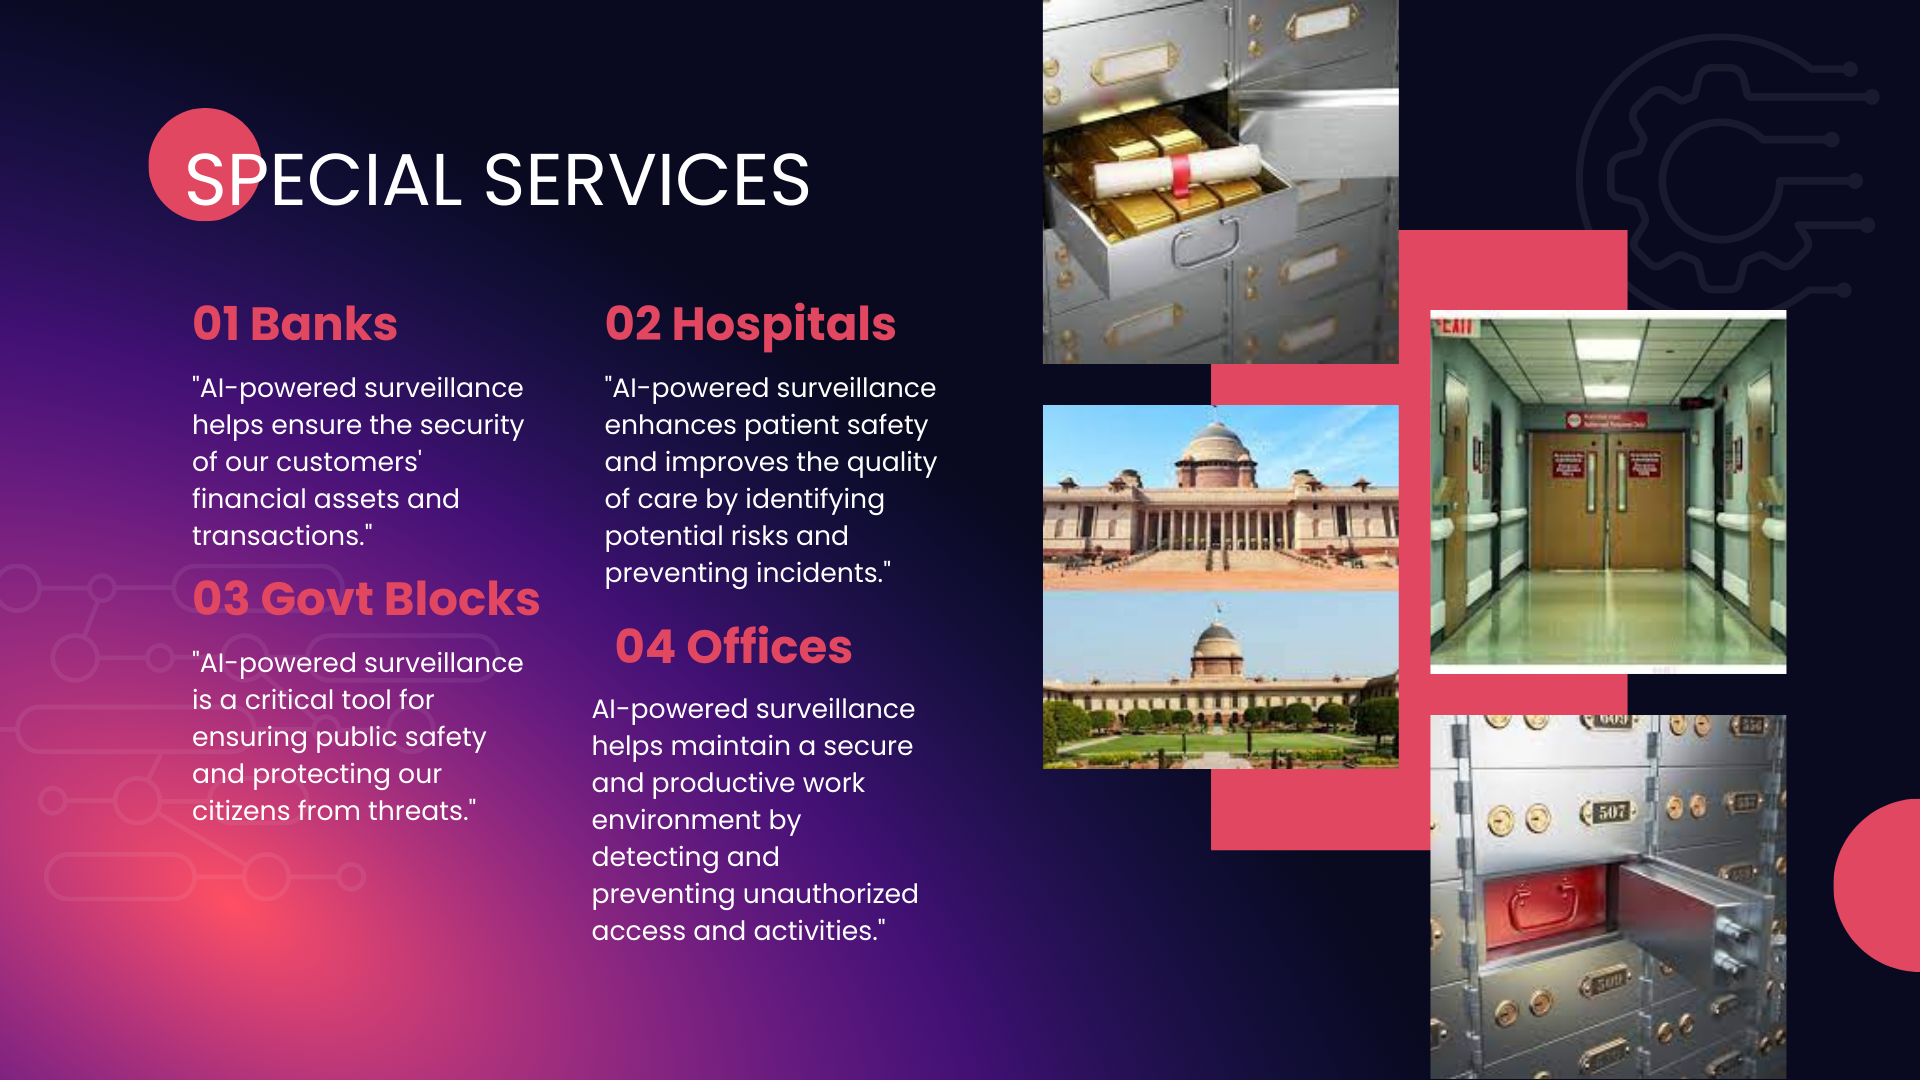 SPECIAL SERVICES
01 Banks
"AI-powered surveillance
helps ensure the security
of our customers'
financial assets and
transactions."
02 Hospitals
"AI-powered surveillance
enhances patient safety
and improves the quality
of care by identifying
potential risks and
preventing incidents."
03 Govt Blocks
"AI-powered surveillance
is a critical tool for
ensuring public safety
and protecting our
citizens from threats."
04 Offices
AI-powered surveillance
helps maintain a secure
and productive work
environment by
detecting and
preventing unauthorized
access and activities."
EXIT
507
509